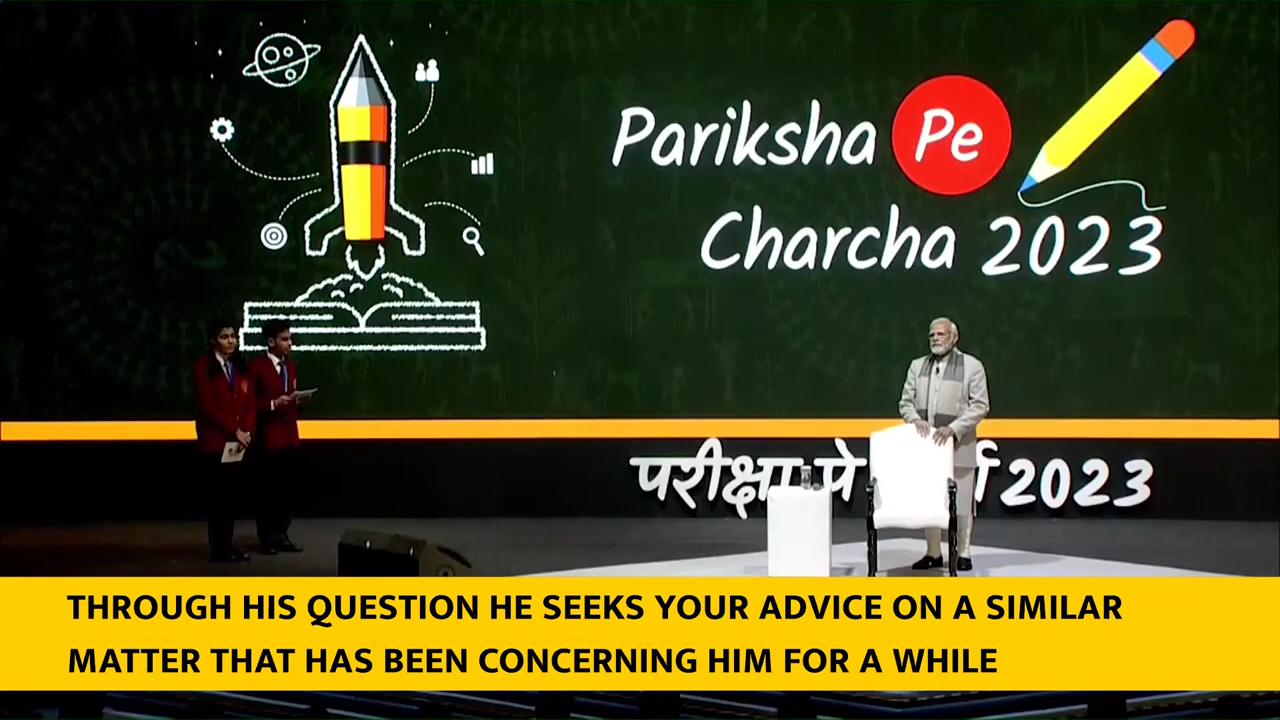 Pariksha Pe
Charcha 2023
परीक्षा पे 2023
THROUGH HIS QUESTION HE SEEKS YOUR ADVICE ON A SIMILAR
MATTER THAT HAS BEEN CONCERNING HIM FOR A WHILE